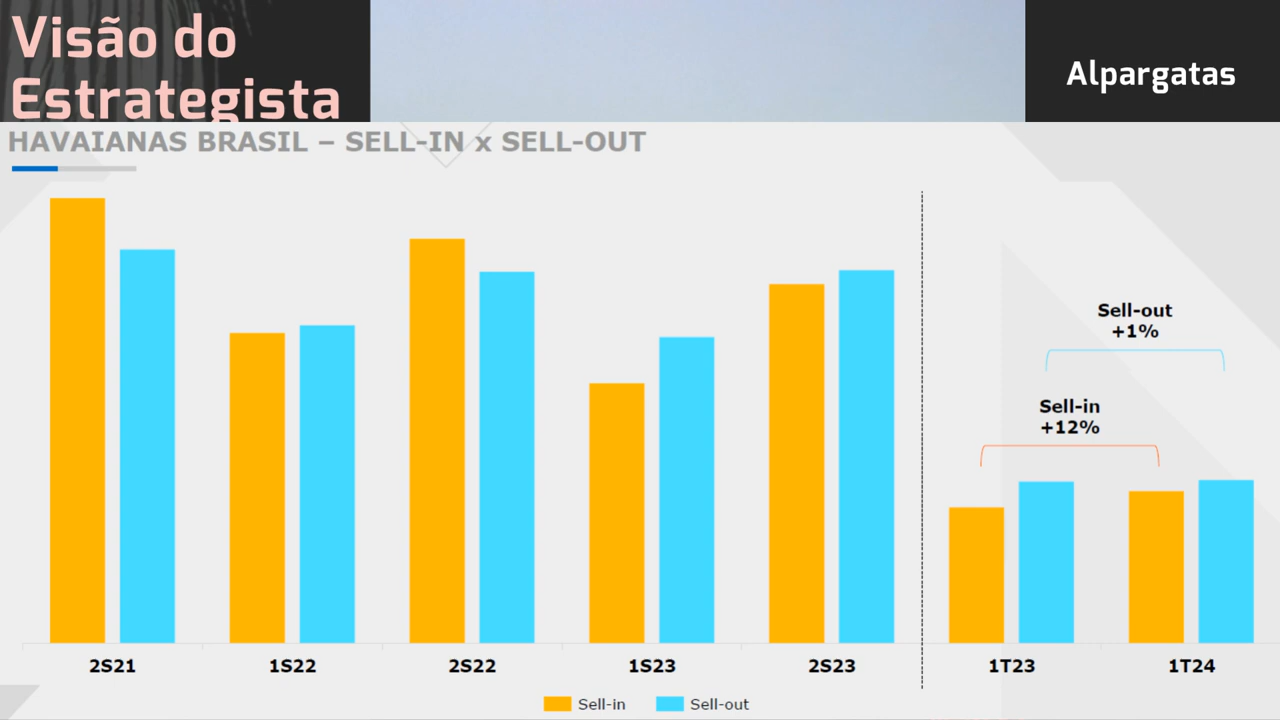 Visão do
Estrategista
Alpargatas
HAVAIANAS BRASIL – SELL-IN x SELL-OUT
Sell-out
+1%
Sell-in
+12%
2S21
1S22
2S22
1S23
2S23
1T23
1T24
Sell-in
Sell-out